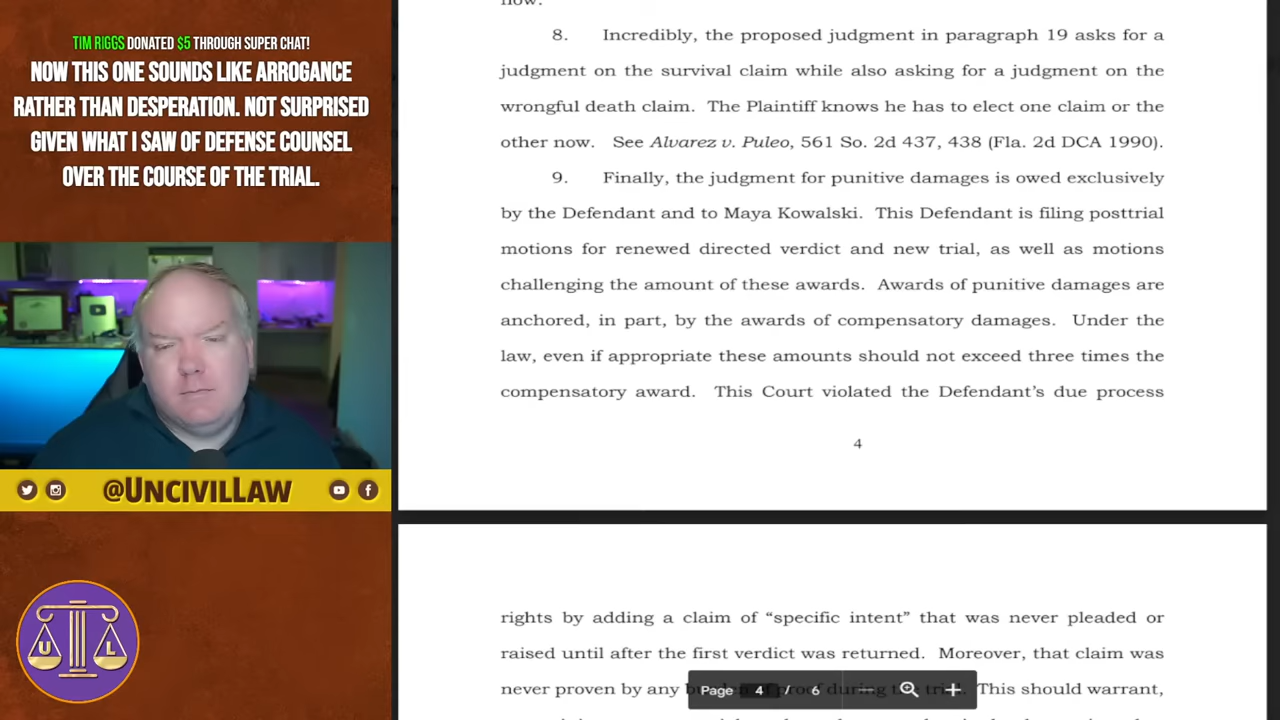 TIM RIGGS DONATED $5 THROUGH SUPER CHAT!
NOW THIS ONE SOUNDS LIKE ARROGANCE
RATHER THAN DESPERATION. NOT SURPRISED
GIVEN WHAT I SAW OF DEFENSE COUNSEL
OVER THE COURSE OF THE TRIAL.
@UNCIVILLAW
U L
now.
8. Incredibly, the proposed judgment in paragraph 19 asks for a
judgment on the survival claim while also asking for a judgment on the
wrongful death claim. The Plaintiff knows he has to elect one claim or the
other now. See Alvarez v. Puleo, 561 So. 2d 437, 438 (Fla. 2d DCA 1990).
9. Finally, the judgment for punitive damages is owed exclusively
by the Defendant and to Maya Kowalski. This Defendant is filing posttrial
motions for renewed directed verdict and new trial, as well as motions
challenging the amount of these awards. Awards of punitive damages are
anchored, in part, by the awards of compensatory damages. Under the
law, even if appropriate these amounts should not exceed three times the
compensatory award. This Court violated the Defendant's due process
4
rights by adding a claim of "specific intent" that was never pleaded or
raised until after the first verdict was returned. Moreover, that claim was
never proven by any burden of proof during the trial. This should warrant,
Page 4 / 6